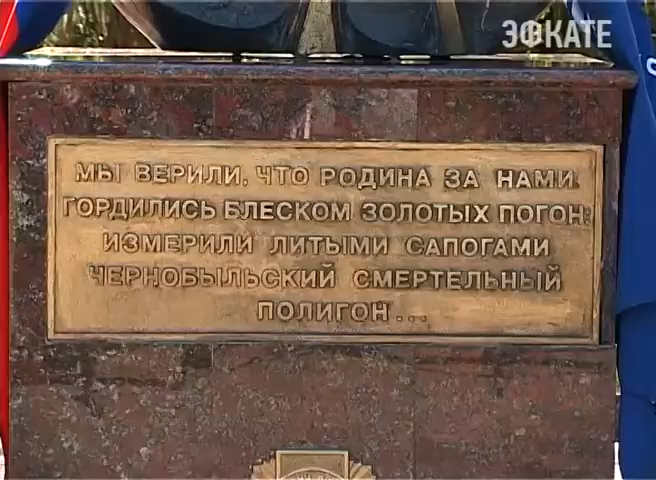 ЭФКАТЕ
МЫ ВЕРИЛИ, ЧТО РОДИНА ЗА НАМИ.
ГОРДИЛИСЬ БЛЕСКОМ ЗОЛОТЫХ ПОГОН:
ИЗМЕРИЛИ ЛИТЫМИ САПОГАМИ
ЧЕРНОБЫЛЬСКИЙ СМЕРТЕЛЬНЫЙ
ПОЛИГОН...